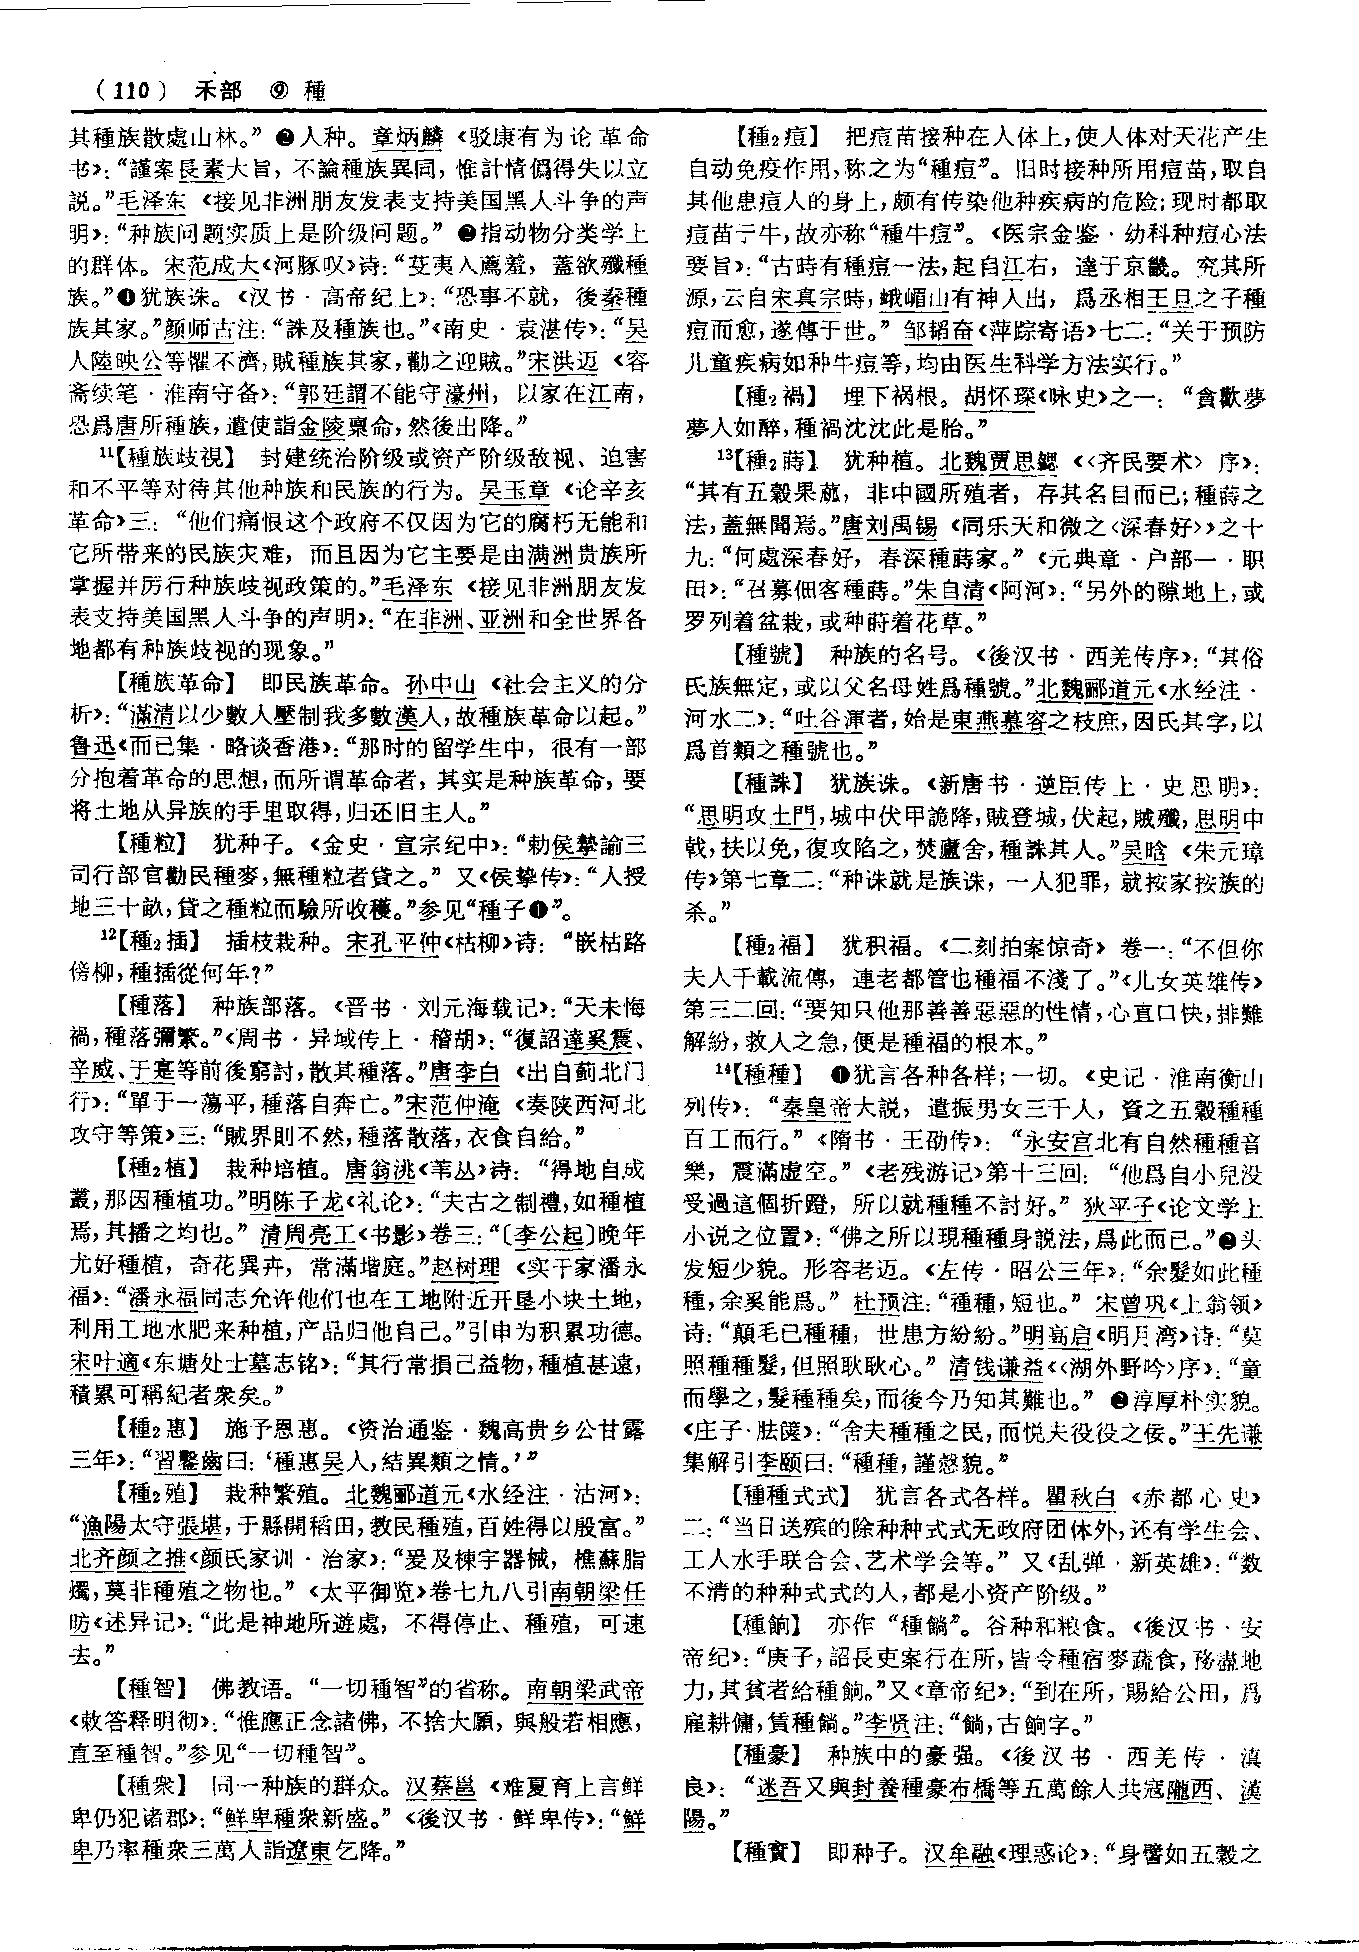 （110） 禾部 ⑨ 種
其種族散處山林。”❷人种。章炳麟《驳康有为论革命
书》：“謹案長素大旨，不論種族異同，惟計情僞得失以立
説。”毛泽东《接见非洲朋友发表支持美国黑人斗争的声
明》：“种族问题实质上是阶级问题。”❷指动物分类学上
的群体。宋范成大《河豚叹》诗：“芟夷入薦羞，蓋欲殲種
族。”❹犹族诛。《汉书·高帝纪上》：“恐事不就，後秦種
族其家。”颜师古注：“誅及種族也。”《南史·袁湛传》：“吴
人陸映公等懼不濟，賊種族其家，勸之迎賊。”宋洪迈《容
斋续笔·淮南守备》：“郭廷謂不能守濠州，以家在江南，
恐爲唐所種族，遣使詣金陵稟命，然後出降。”
11【種族歧視】 封建统治阶级或资产阶级敌视、迫害
和不平等对待其他种族和民族的行为。吴玉章《论辛亥
革命》三：“他们痛恨这个政府不仅因为它的腐朽无能和
它所带来的民族灾难，而且因为它主要是由满洲贵族所
掌握并厉行种族歧视政策的。”毛泽东《接见非洲朋友发
表支持美国黑人斗争的声明》：“在非洲、亚洲和全世界各
地都有种族歧视的现象。”
【種族革命】 即民族革命。孙中山《社会主义的分
析》：“滿清以少數人壓制我多數漢人，故種族革命以起。”
鲁迅《而已集·略谈香港》：“那时的留学生中，很有一部
分抱着革命的思想，而所谓革命者，其实是种族革命，要
将土地从异族的手里取得，归还旧主人。”
【種粒】 犹种子。《金史·宣宗纪中》：“勅侯摯諭三
司行部官勸民種麥，無種粒者貸之。”又《侯挚传》：“人授
地三十畝，貸之種粒而驗所收穫。”参见“種子❶”。
12【種2插】 插枝栽种。宋孔平仲《枯柳》诗：“嵌枯路
傍柳，種插從何年？”
【種落】 种族部落。《晋书·刘元海载记》：“天未悔
禍，種落彌繁。”《周书·异域传上·稽胡》：“復詔達奚震、
辛威、于寔等前後窮討，散其種落。”唐李白《出自蓟北门
行》：“單于一蕩平，種落自奔亡。”宋范仲淹《奏陕西河北
攻守等策》三：“賊界則不然，種落散落，衣食自給。”
【種2植】 栽种培植。唐翁洮《苇丛》诗：“得地自成
叢，那因種植功。”明陈子龙《礼论》：“夫古之制禮，如種植
焉，其播之均也。”清周亮工《书影》卷三：“〔李公起〕晚年
尤好種植，奇花異卉，常滿堦庭。”赵树理《实干家潘永
福》：“潘永福同志允许他们也在工地附近开垦小块土地，
利用工地水肥来种植，产品归他自己。”引申为积累功德。
宋叶适《东塘处士墓志铭》：“其行常損己益物，種植甚遠，
積累可稱紀者衆矣。”
【種2惠】 施予恩惠。《资治通鉴·魏高贵乡公甘露
三年》：“習鑿齒曰：‘種惠吴人，結異類之情。’”
【種2殖】 栽种繁殖。北魏郦道元《水经注·沽河》：
“漁陽太守張堪，于縣開稻田，教民種殖，百姓得以殷富。”
北齐颜之推《颜氏家训·治家》：“爰及棟宇器械，樵蘇脂
燭，莫非種殖之物也。”《太平御览》卷七九八引南朝梁任
昉《述异记》：“此是神地所遊處，不得停止、種殖，可速
去。”
【種智】 佛教语。“一切種智”的省称。南朝梁武帝
《敕答释明彻》：“惟應正念諸佛，不捨大願，與般若相應，
直至種智。”参见“一切種智”。
【種衆】 同一种族的群众。汉蔡邕《难夏育上言鲜
卑仍犯诸郡》：“鮮卑種衆新盛。”《後汉书·鲜卑传》：“鮮
卑乃率種衆三萬人詣遼東乞降。”
【種2痘】 把痘苗接种在人体上，使人体对天花产生
自动免疫作用，称之为“種痘”。旧时接种所用痘苗，取自
其他患痘人的身上，颇有传染他种疾病的危险；现时都取
痘苗于牛，故亦称“種牛痘”。《医宗金鉴·幼科种痘心法
要旨》：“古時有種痘一法，起自江右，達于京畿。究其所
源，云自宋真宗時，峨嵋山有神人出，爲丞相王旦之子種
痘而愈，遂傳于世。”邹韬奋《萍踪寄语》七二：“关于预防
儿童疾病如种牛痘等，均由医生科学方法实行。”
【種2禍】 埋下祸根。胡怀琛《咏史》之一：“貪歡夢
夢人如醉，種禍沈沈此是胎。”
13【種2蒔】 犹种植。北魏贾思勰《〈齐民要术〉序》：
“其有五穀果蓏，非中國所殖者，存其名目而已；種蒔之
法，蓋無聞焉。”唐刘禹锡《同乐天和微之〈深春好〉》之十
九：“何處深春好，春深種蒔家。”《元典章·户部一·职
田》：“召募佃客種蒔。”朱自清《阿河》：“另外的隙地上，或
罗列着盆栽，或种莳着花草。”
【種號】 种族的名号。《後汉书·西羌传序》：“其俗
氏族無定，或以父名母姓爲種號。”北魏郦道元《水经注·
河水二》：“吐谷渾者，始是東燕慕容之枝庶，因氏其字，以
爲首類之種號也。”
【種誅】 犹族诛。《新唐书·逆臣传上·史思明》：
“思明攻土門，城中伏甲詭降，賊登城，伏起，賊殲，思明中
戟，扶以免，復攻陷之，焚廬舍，種誅其人。”吴晗《朱元璋
传》第七章二：“种诛就是族诛，一人犯罪，就按家按族的
杀。”
【種2福】 犹积福。《二刻拍案惊奇》卷一：“不但你
夫人千載流傳，連老都管也種福不淺了。”《儿女英雄传》
第三二回：“要知只他那善善惡惡的性情，心直口快，排難
解紛，救人之急，便是種福的根本。”
14【種種】 ❶犹言各种各样；一切。《史记·淮南衡山
列传》：“秦皇帝大説，遣振男女三千人，資之五穀種種
百工而行。”《隋书·王劭传》：“永安宫北有自然種種音
樂，震滿虚空。”《老残游记》第十三回：“他爲自小兒没
受過這個折蹬，所以就種種不討好。”狄平子《论文学上
小说之位置》：“佛之所以現種種身説法，爲此而已。”❷头
发短少貌。形容老迈。《左传·昭公三年》：“余髮如此種
種，余奚能爲。”杜预注：“種種，短也。”宋曾巩《上翁领》
诗：“顛毛已種種，世患方紛紛。”明高启《明月湾》诗：“莫
照種種髮，但照耿耿心。”清钱谦益《〈湖外野吟〉序》：“童
而學之，髮種種矣，而後今乃知其難也。”❷淳厚朴实貌。
《庄子·胠箧》：“舍夫種種之民，而悦夫役役之佞。”王先谦
集解引李颐曰：“種種，謹愨貌。”
【種種式式】 犹言各式各样。瞿秋白《赤都心史》
二：“当日送殡的除种种式式无政府团体外，还有学生会、
工人水手联合会、艺术学会等。”又《乱弹·新英雄》：“数
不清的种种式式的人，都是小资产阶级。”
【種餉】 亦作“種饟”。谷种和粮食。《後汉书·安
帝纪》：“庚子，詔長吏案行在所，皆令種宿麥蔬食，務盡地
力，其貧者給種餉。”又《章帝纪》：“到在所，賜給公田，爲
雇耕傭，賃種饟。”李贤注：“饟，古餉字。”
【種豪】 种族中的豪强。《後汉书·西羌传·滇
良》：“迷吾又與封養種豪布橋等五萬餘人共寇隴西、漢
陽。”
【種實】 即种子。汉牟融《理惑论》：“身譬如五穀之